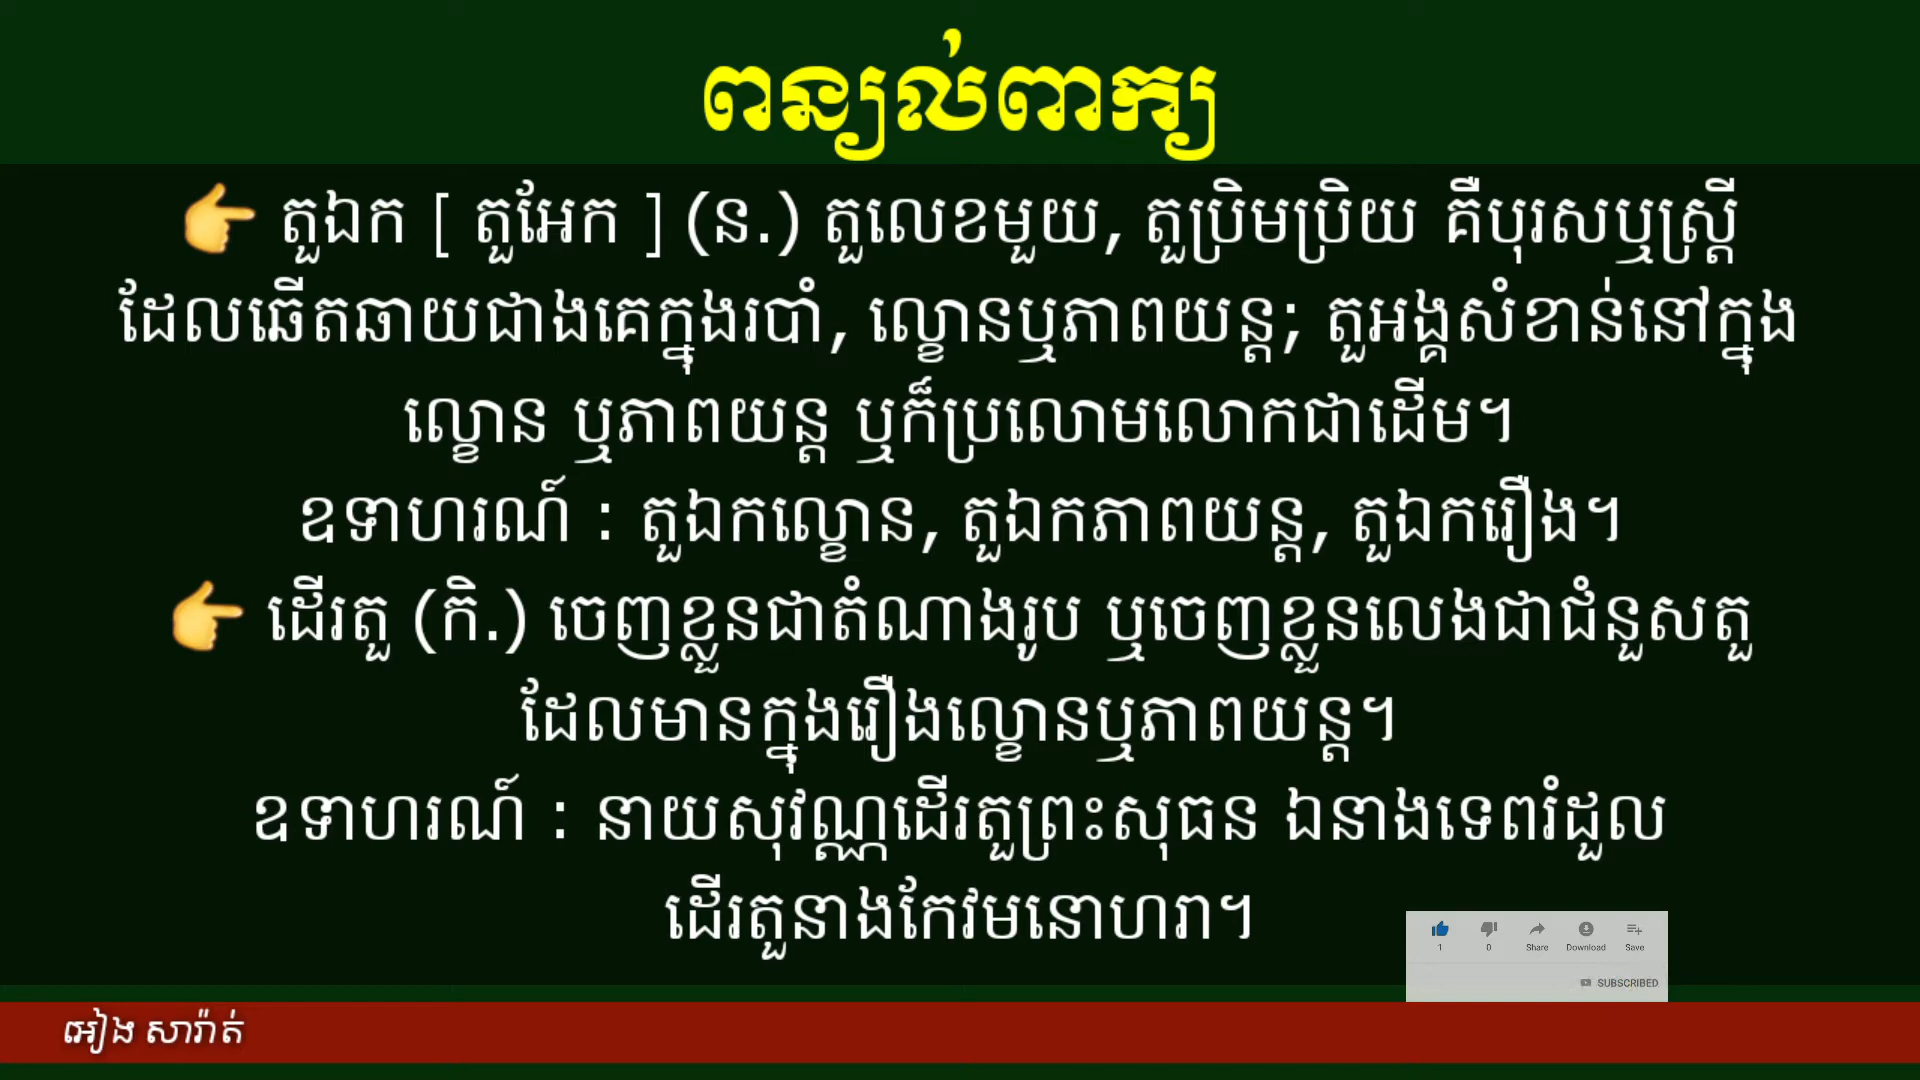 ពន្យល់ពាក្យ
👉 តួឯក [ តួអែក ] (ន.) តួលេខមួយ, តួប្រិមប្រិយ គឺបុរសឬស្ត្រី
ដែលឆើតឆាយជាងគេក្នុងរបាំ, ល្ខោនឬភាពយន្ត; តួអង្គសំខាន់នៅក្នុង
ល្ខោន ឬភាពយន្ត ឬក៏ប្រលោមលោកជាដើម។
ឧទាហរណ៍ : តួឯកល្ខោន, តួឯកភាពយន្ត, តួឯករឿង។
👉 ដើរតួ (កិ.) ចេញខ្លួនជាតំណាងរូប ឬចេញខ្លួនលេងជាជំនួសតួ
ដែលមានក្នុងរឿងល្ខោនឬភាពយន្ត។
ឧទាហរណ៍ : នាយសុវណ្ណដើរតួព្រះសុធន ឯនាងទេពរំដួល
ដើរតួនាងកែវមនោហរា។
1 0 Share Download Save
SUBSCRIBED
អៀង សារ៉ាត់